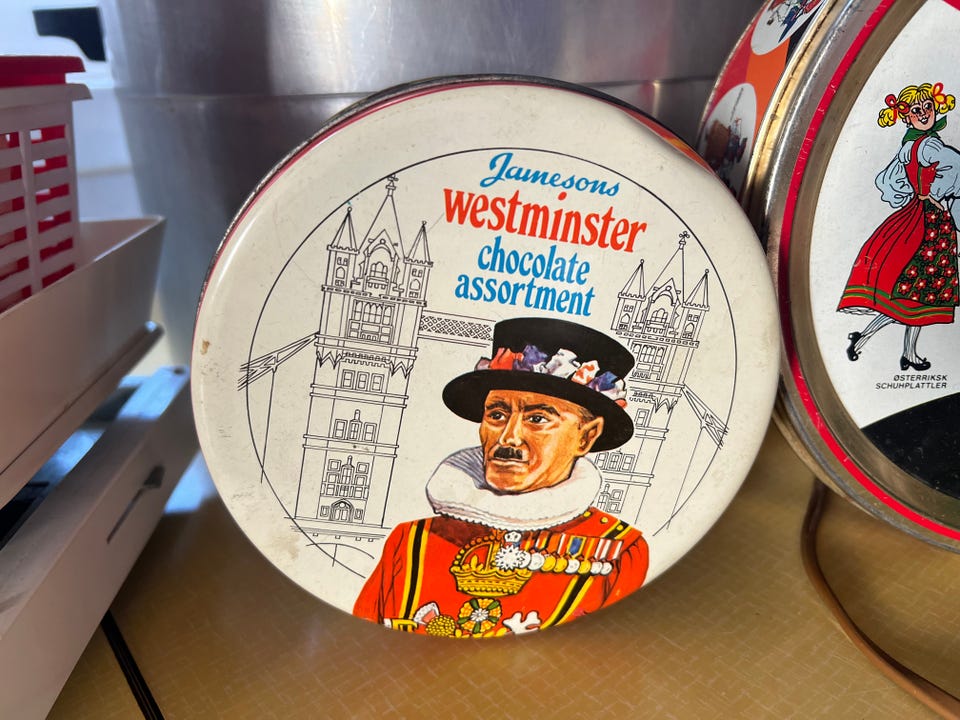 Jamesons
westminster
chocolate
assortment
ØSTERRIKSK
SCHUHPLATTLER